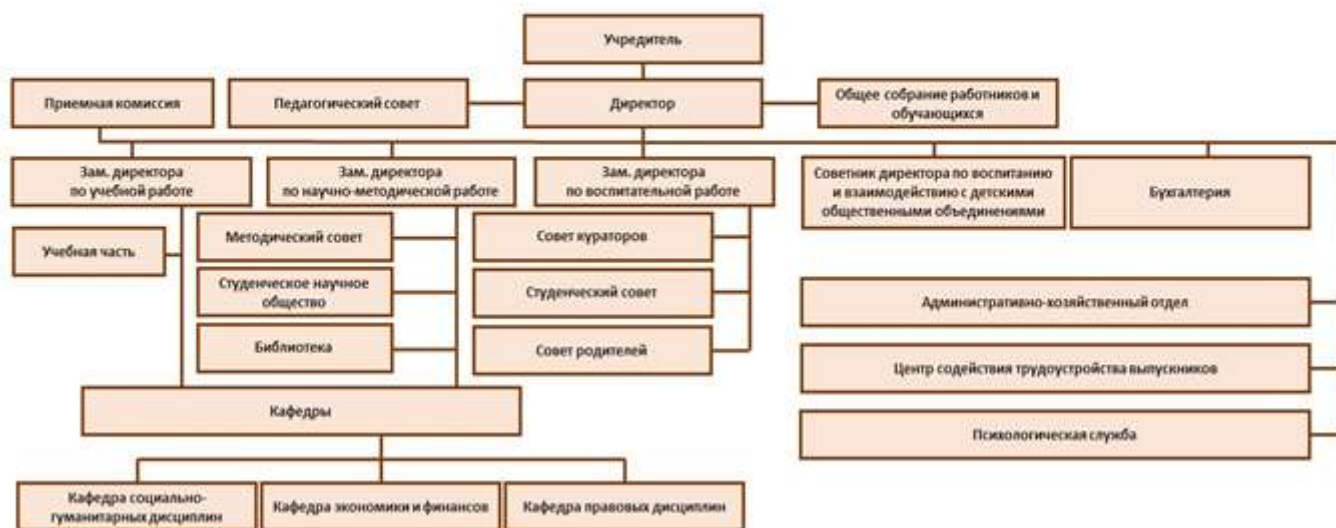 Учредитель
Приемная комиссия
Педагогический совет
Директор
Общее собрание работников и
обучающихся
Зам. директора
по учебной работе
Зам. директора
по научно-методической работе
Зам. директора
по воспитательной работе
Советник директора по воспитанию
и взаимодействию с детскими
общественными объединениями
Бухгалтерия
Учебная часть
Методический совет
Совет кураторов
Студенческое научное
общество
Студенческий совет
Административно-хозяйственный отдел
Библиотека
Совет родителей
Центр содействия трудоустройства выпускников
Кафедры
Психологическая служба
Кафедра социально-
гуманитарных дисциплин
Кафедра экономики и финансов
Кафедра правовых дисциплин